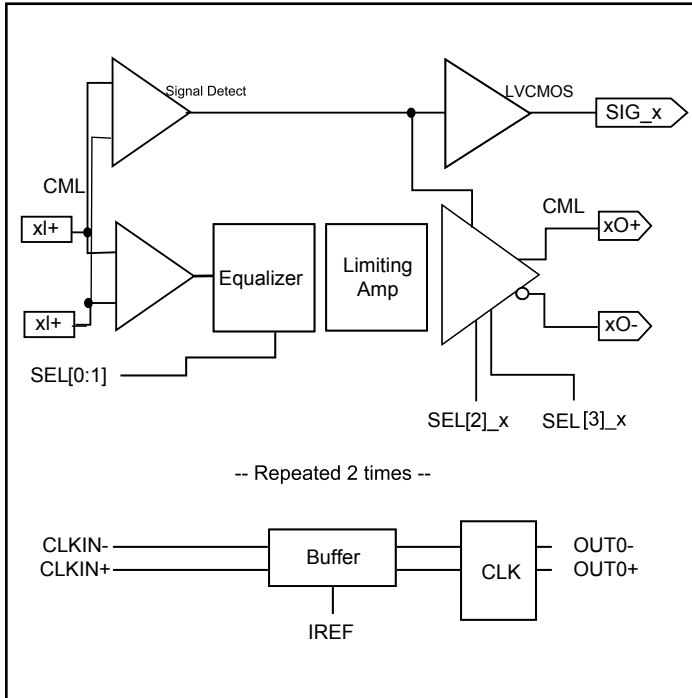 Signal Detect
LVCMOS
SIG_x
CML
CML
xI+
xO+
Equalizer
Limiting
Amp
xI+
xO-
SEL[0:1]
SEL[2]_x
SEL[3]_x
-- Repeated 2 times --
CLKIN-
CLKIN+
Buffer
CLK
OUT0-
OUT0+
IREF